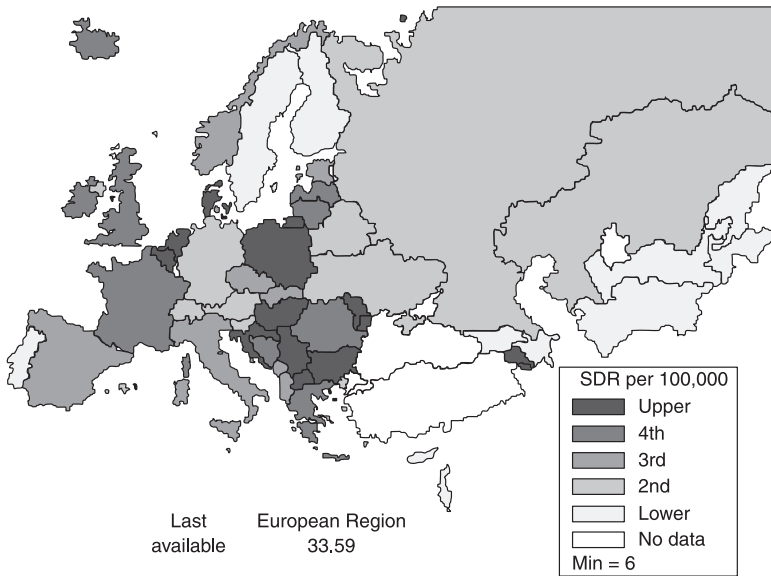 Last available
European Region
33.59
SDR per 100,000
Upper
4th
3rd
2nd
Lower
No data
Min = 6